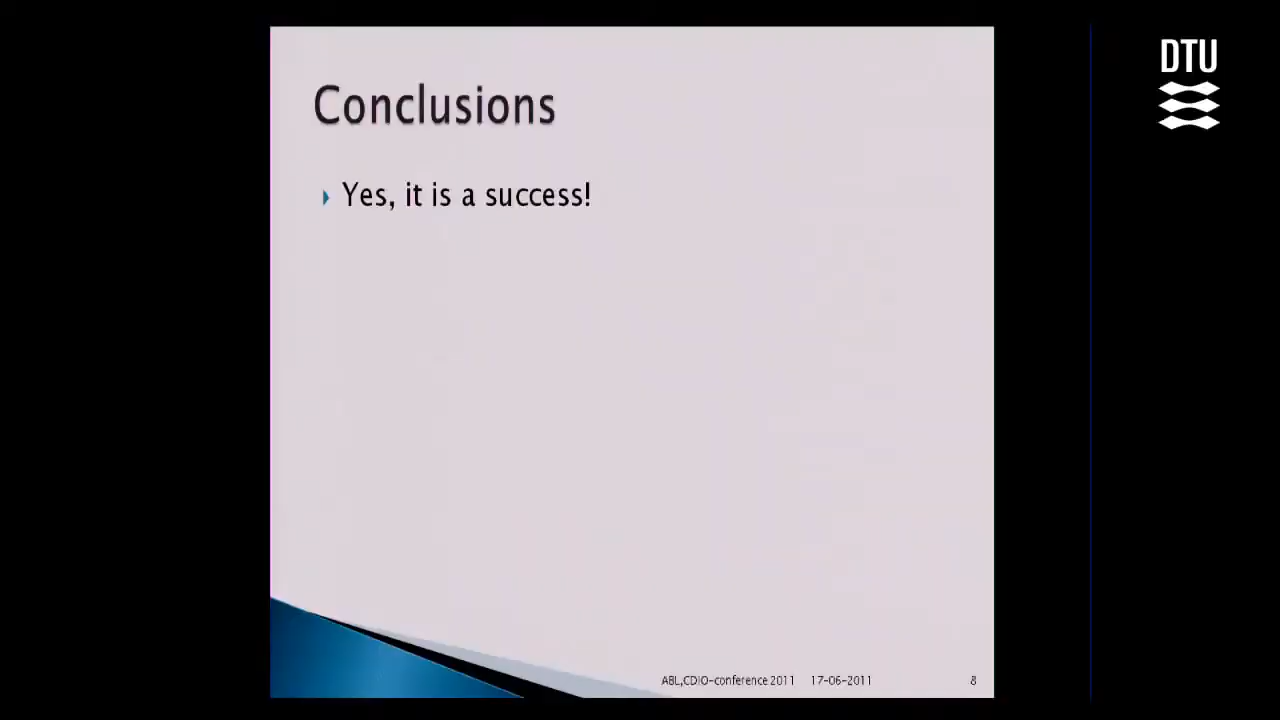 DTU
Conclusions
Yes, it is a success!
ABL,CDIO-conference 2011 17-06-2011 8